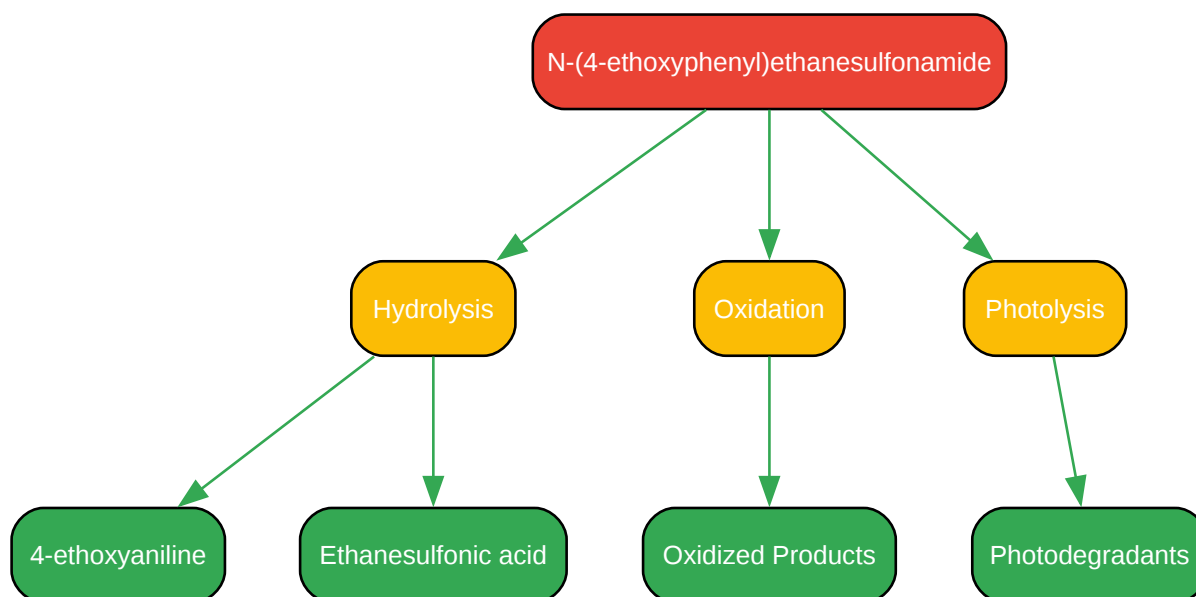 N-(4-ethoxyphenyl)ethanesulfonamide
Hydrolysis
Oxidation
Photolysis
4-ethoxyaniline
Ethanesulfonic acid
Oxidized Products
Photodegradants